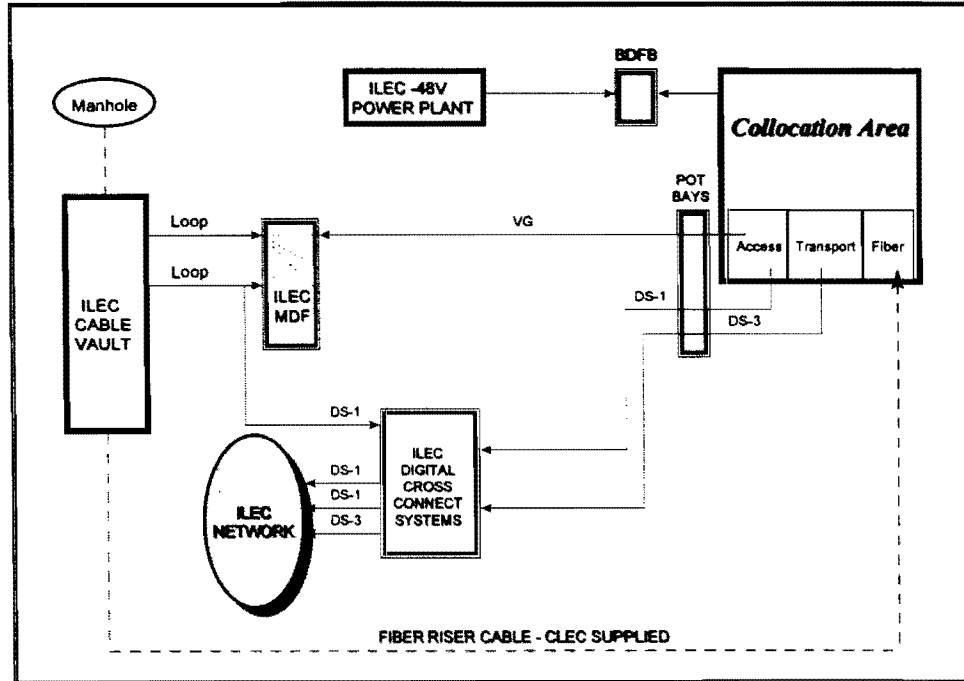 BDFB
ILEC -48V
POWER PLANT
Manhole
Collocation Area
POT
BAYS
Loop
VG
Access
Transport
Fiber
Loop
DS-1
ILEC
MDF
ILEC
CABLE
VAULT
DS-3
DS-1
ILEC
DIGITAL
CROSS
CONNECT
SYSTEMS
DS-1
DS-1
ILEC
NETWORK
DS-3
FIBER RISER CABLE - CLEC SUPPLIED